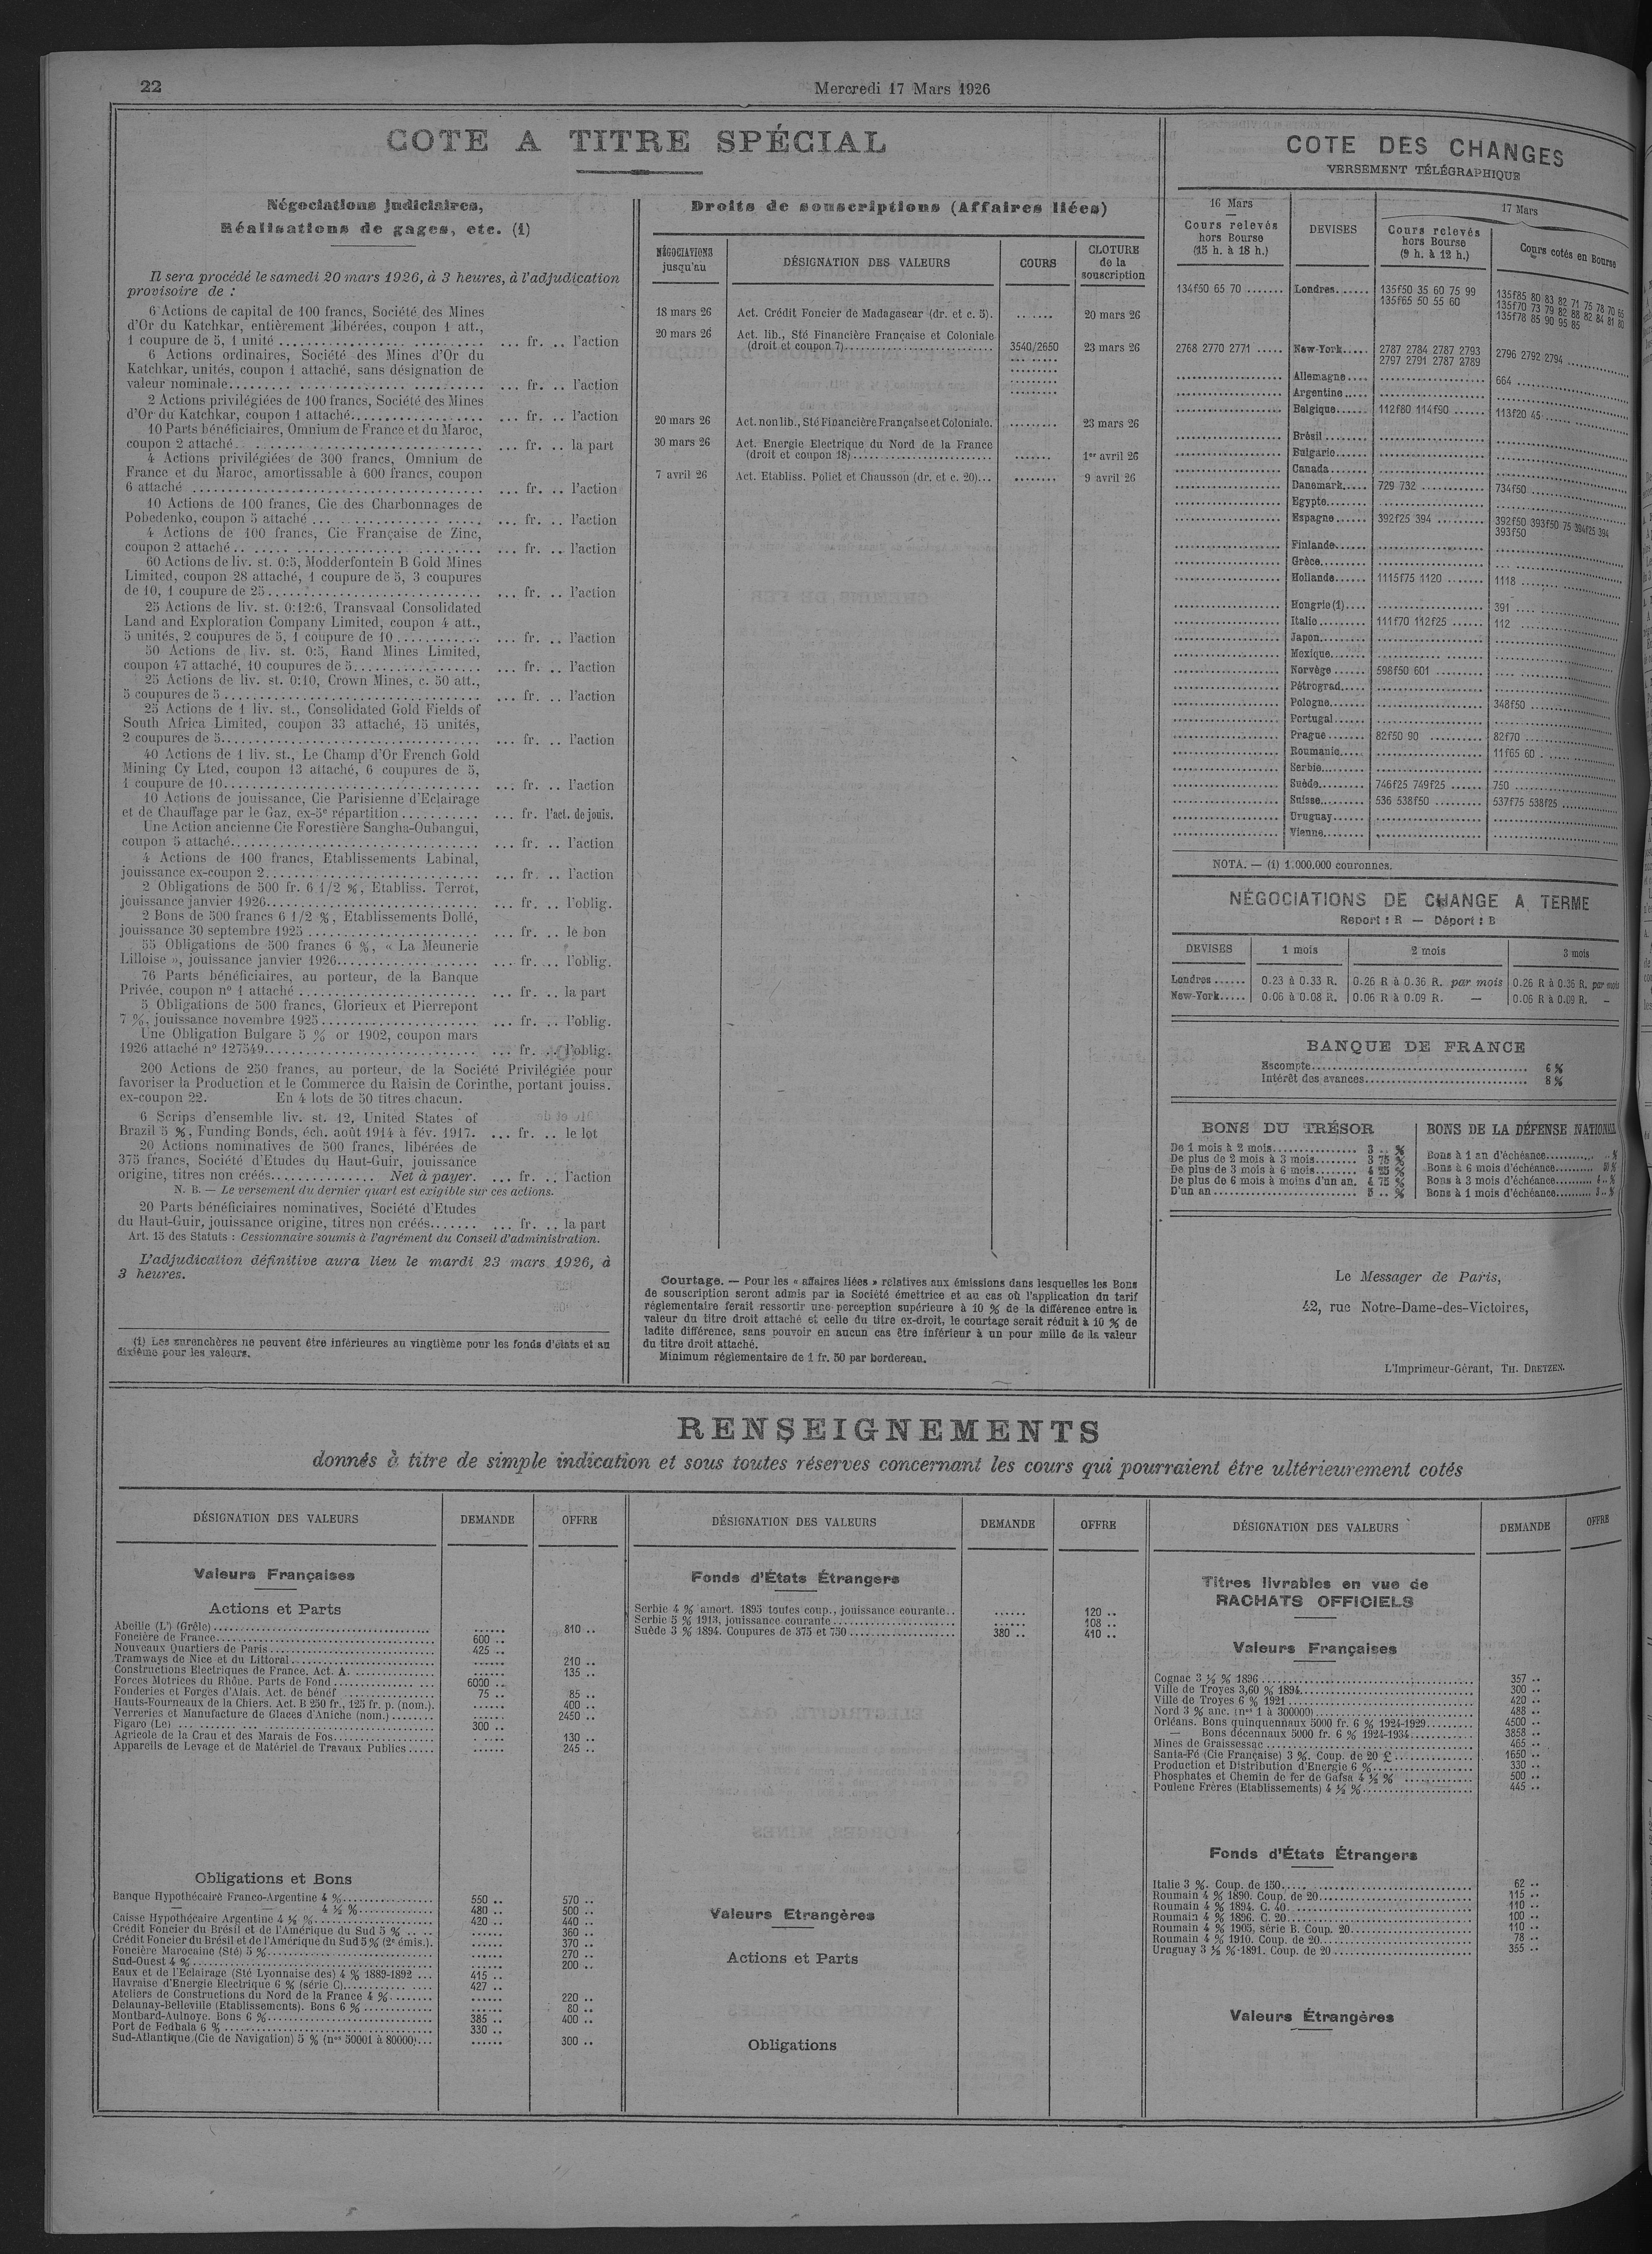 22
Mercredi 17 Mars 1926
COTE A TITRE SPÉCIAL
Négociations judiciaires,
Réalisations de gages, etc. (1)
Il sera procédé le samedi 20 mars 1926, à 3 heures, à l'adjudication
provisoire de :
6 Actions de capital de 100 francs, Société des Mines
d'Or du Katchkar, entièrement libérées, coupon 1 att.,
1 coupure de 5, 1 unité ... fr. .. l'action
6 Actions ordinaires, Société des Mines d'Or du
Katchkar, unités, coupon 1 attaché, sans désignation de
valeur nominale ... fr. .. l'action
2 Actions privilégiées de 100 francs, Société des Mines
d'Or du Katchkar, coupon 1 attaché ... fr. .. l'action
10 Parts bénéficiaires, Omnium de France et du Maroc,
coupon 2 attaché ... fr. .. la part
4 Actions privilégiées de 300 francs, Omnium de
France et du Maroc, amortissable à 600 francs, coupon
6 attaché ... fr. .. l'action
10 Actions de 100 francs, Cie des Charbonnages de
Pobedenko, coupon 5 attaché ... fr. .. l'action
4 Actions de 100 francs, Cie Française de Zinc,
coupon 2 attaché ... fr. .. l'action
60 Actions de liv. st. 0:5, Modderfontein B Gold Mines
Limited, coupon 28 attaché, 1 coupure de 5, 3 coupures
de 10, 1 coupure de 25 ... fr. .. l'action
25 Actions de liv. st. 0:12:6, Transvaal Consolidated
Land and Exploration Company Limited, coupon 4 att.,
5 unités, 2 coupures de 5, 1 coupure de 10 ... fr. .. l'action
50 Actions de liv. st. 0:5, Rand Mines Limited,
coupon 47 attaché, 10 coupures de 5 ... fr. .. l'action
25 Actions de liv. st. 0:10, Crown Mines, c. 50 att.,
5 coupures de 5 ... fr. .. l'action
25 Actions de 1 liv. st., Consolidated Gold Fields of
South Africa Limited, coupon 33 attaché, 15 unités,
2 coupures de 5 ... fr. .. l'action
40 Actions de 1 liv. st., Le Champ d'Or French Gold
Mining Cy Lted, coupon 13 attaché, 6 coupures de 5,
1 coupure de 10 ... fr. .. l'action
10 Actions de jouissance, Cie Parisienne d'Eclairage
et de Chauffage par le Gaz, ex-5e répartition ... fr. l'act. de jouis.
Une Action ancienne Cie Forestière Sangha-Oubangui,
coupon 5 attaché ... fr. .. l'action
4 Actions de 100 francs, Etablissements Labinal,
jouissance ex-coupon 2 ... fr. .. l'action
2 Obligations de 500 fr. 6 1/2 %, Etabliss. Terrot,
jouissance janvier 1926 ... fr. .. l'oblig.
2 Bons de 500 francs 6 1/2 %, Etablissements Dollé,
jouissance 30 septembre 1925 ... fr. .. le bon
55 Obligations de 500 francs 6 %, « La Meunerie
Lilloise », jouissance janvier 1926 ... fr. .. l'oblig.
76 Parts bénéficiaires, au porteur, de la Banque
Privée, coupon n° 1 attaché ... fr. .. la part
5 Obligations de 500 francs, Glorieux et Pierrepont
7 %, jouissance novembre 1925 ... fr. .. l'oblig.
Une Obligation Bulgare 5 % or 1902, coupon mars
1926 attaché n° 127549 ... fr. .. l'oblig.
200 Actions de 250 francs, au porteur, de la Société Privilégiée pour
favoriser la Production et le Commerce du Raisin de Corinthe, portant jouiss.
ex-coupon 22. En 4 lots de 50 titres chacun.
6 Scrips d'ensemble liv. st. 12, United States of
Brazil 5 %, Funding Bonds, éch. août 1914 à fév. 1917. ... fr. .. le lot
20 Actions nominatives de 500 francs, libérées de
375 francs, Société d'Etudes du Haut-Guir, jouissance
origine, titres non créés ... Net à payer. ... fr. .. l'action
N. B. — Le versement du dernier quart est exigible sur ces actions.
20 Parts bénéficiaires nominatives, Société d'Etudes
du Haut-Guir, jouissance origine, titres non créés ... fr. .. la part
Art. 15 des Statuts : Cessionnaire soumis à l'agrément du Conseil d'administration.
L'adjudication définitive aura lieu le mardi 23 mars 1926, à
3 heures.
(1) Les surenchères ne peuvent être inférieures au vingtième pour les fonds d'états et au
dixième pour les valeurs.
Droits de souscriptions (Affaires liées)
NÉGOCIATIONS jusqu'au | DÉSIGNATION DES VALEURS | COURS | CLOTURE de la souscription
18 mars 26 Act. Crédit Foncier de Madagascar (dr. et c. 5). ....... 20 mars 26
20 mars 26 Act. lib., Sté Financière Française et Coloniale
(droit et coupon 7) ... 3540/2650 23 mars 26
20 mars 26 Act. non lib., Sté Financière Française et Coloniale. ......... 23 mars 26
30 mars 26 Act. Energie Electrique du Nord de la France
(droit et coupon 18) ... 1er avril 26
7 avril 26 Act. Etabliss. Poliet et Chausson (dr. et c. 20)... ........ 9 avril 26
Courtage. — Pour les « affaires liées » relatives aux émissions dans lesquelles les Bons
de souscription seront admis par la Société émettrice et au cas où l'application du tarif
réglementaire ferait ressortir une perception supérieure à 10 % de la différence entre la
valeur du titre droit attaché et celle du titre ex-droit, le courtage serait réduit à 10 % de
ladite différence, sans pouvoir en aucun cas être inférieur à un pour mille de la valeur
du titre droit attaché.
Minimum réglementaire de 1 fr. 50 par bordereau.
COTE DES CHANGES
VERSEMENT TÉLÉGRAPHIQUE
16 Mars — Cours relevés hors Bourse (15 h. à 18 h.) | DEVISES | 17 Mars
Cours relevés hors Bourse (9 h. à 12 h.) | Cours cotés en Bourse
134f50 65 70 ....... Londres ...... 135f50 35 60 75 99 135f85 80 83 82 71 75 78 70 65
135f65 50 55 60 135f70 73 79 82 88 82 84 81 80
135f78 85 90 95 85
2768 2770 2771 ..... New-York..... 2787 2784 2787 2793 2796 2792 2794
2797 2791 2787 2789
Allemagne.... 664
Argentine
Belgique...... 112f80 114f50 ...... 113f20 45
Brésil
Bulgarie
Canada
Danemark..... 729 732 ............ 734f50
Egypte
Espagne...... 392f25 394 ......... 392f50 393f50 75 394f25 394
393f50
Finlande
Grèce
Hollande...... 1115f75 1120 ....... 1118
Hongrie (1).... 391
Italie......... 111f70 112f25 ...... 112
Japon
Mexique
Norvège ...... 598f50 601
Pétrograd
Pologne....... 348f50
Portugal
Prague ....... 82f50 90 .......... 82f70
Roumanie..... 11f65 60
Serbie
Suède......... 746f25 749f25 ...... 750
Suisse......... 536 538f50 ......... 537f75 538f25
Uruguay
Vienne
NOTA. — (1) 1.000.000 couronnes.
NÉGOCIATIONS DE CHANGE A TERME
Report : R — Déport : B
DEVISES | 1 mois | 2 mois | 3 mois
Londres ...... 0.23 à 0.33 R. 0.26 R à 0.36 R. par mois 0.26 R à 0.36 R. par mois
New-York..... 0.06 à 0.08 R. 0.06 R à 0.09 R. — 0.06 R à 0.09 R. —
BANQUE DE FRANCE
Escompte ... 6 %
Intérêt des avances ... 8 %
BONS DU TRÉSOR
De 1 mois à 2 mois ... 3 .. %
De plus de 2 mois à 3 mois ... 3 75 %
De plus de 3 mois à 6 mois ... 4 25 %
De plus de 6 mois à moins d'un an. 4 75 %
D'un an ... 5 .. %
BONS DE LA DÉFENSE NATIONALE
Bons à 1 an d'échéance ... %
Bons à 6 mois d'échéance ... %
Bons à 3 mois d'échéance ... 4 .. %
Bons à 1 mois d'échéance ... 3 .. %
Le Messager de Paris,
42, rue Notre-Dame-des-Victoires,
L'Imprimeur-Gérant, TH. DRETZEN.
RENSEIGNEMENTS
donnés à titre de simple indication et sous toutes réserves concernant les cours qui pourraient être ultérieurement cotés
DÉSIGNATION DES VALEURS | DEMANDE | OFFRE
Valeurs Françaises
Actions et Parts
Abeille (L') (Grêle) ...... 810 ..
Foncière de France ... 600 ..
Nouveaux Quartiers de Paris ... 425 ..
Tramways de Nice et du Littoral ...... 210 ..
Constructions Electriques de France. Act. A. ...... 135 ..
Forces Motrices du Rhône. Parts de Fond ... 6000 ..
Fonderies et Forges d'Alais. Act. de bénéf ... 75 .. 85 ..
Hauts-Fourneaux de la Chiers. Act. B 250 fr., 125 fr. p. (nom.). ...... 400 ..
Verreries et Manufacture de Glaces d'Aniche (nom.) ...... 2450 ..
Figaro (Le) ... 300 ..
Agricole de la Crau et des Marais de Fos ...... 130 ..
Appareils de Levage et de Matériel de Travaux Publics ...... 245 ..
Obligations et Bons
Banque Hypothécaire Franco-Argentine 4 % ... 550 .. 570 ..
— — 4 ½ % ... 480 .. 500 ..
Caisse Hypothécaire Argentine 4 ½ % ... 420 .. 440 ..
Crédit Foncier du Brésil et de l'Amérique du Sud 5 % ...... 360 ..
Crédit Foncier du Brésil et de l'Amérique du Sud 5 % (2e émis.). ...... 370 ..
Foncière Marocaine (Sté) 5 % ...... 270 ..
Sud-Ouest 4 % ...... 200 ..
Eaux et de l'Eclairage (Sté Lyonnaise des) 4 % 1889-1892 ... 415 ..
Havraise d'Energie Electrique 6 % (série C) ... 427 ..
Ateliers de Constructions du Nord de la France 4 % ...... 220 ..
Delaunay-Belleville (Etablissements). Bons 6 % ...... 80 ..
Montbard-Aulnoye. Bons 6 % ... 385 .. 400 ..
Port de Fedhala 6 % ... 330 ..
Sud-Atlantique (Cie de Navigation) 5 % (nos 50001 à 80000) ...... 300 ..
DÉSIGNATION DES VALEURS | DEMANDE | OFFRE
Fonds d'États Étrangers
Serbie 4 % amort. 1895 toutes coup., jouissance courante.. ...... 120 ..
Serbie 5 % 1913, jouissance courante ...... 108 ..
Suède 3 % 1894. Coupures de 375 et 750 ... 380 .. 410 ..
Valeurs Etrangères
Actions et Parts
Obligations
DÉSIGNATION DES VALEURS | DEMANDE | OFFRE
Titres livrables en vue de
RACHATS OFFICIELS
Valeurs Françaises
Cognac 3 ½ % 1896 ... 357 ..
Ville de Troyes 3,60 % 1894 ... 300 ..
Ville de Troyes 6 % 1921 ... 420 ..
Nord 3 % anc. (nos 1 à 300000) ... 488 ..
Orléans. Bons quinquennaux 5000 fr. 6 % 1924-1929 ... 4500 ..
— Bons décennaux 5000 fr. 6 % 1924-1934 ... 3858 ..
Mines de Graissessac ... 465 ..
Santa-Fé (Cie Française) 3 %. Coup. de 20 £ ... 1650 ..
Production et Distribution d'Energie 6 % ... 330 ..
Phosphates et Chemin de fer de Gafsa 4 ½ % ... 500 ..
Poulenc Frères (Etablissements) 4 ½ % ... 445 ..
Fonds d'États Étrangers
Italie 3 %. Coup. de 150 ... 62 ..
Roumain 4 % 1890. Coup. de 20 ... 115 ..
Roumain 4 % 1894. C. 40 ... 110 ..
Roumain 4 % 1896. C. 20 ... 100 ..
Roumain 4 % 1905, série B. Coup. 20 ... 110 ..
Roumain 4 % 1910. Coup. de 20 ... 78 ..
Uruguay 3 ½ % 1891. Coup. de 20 ... 355 ..
Valeurs Étrangères